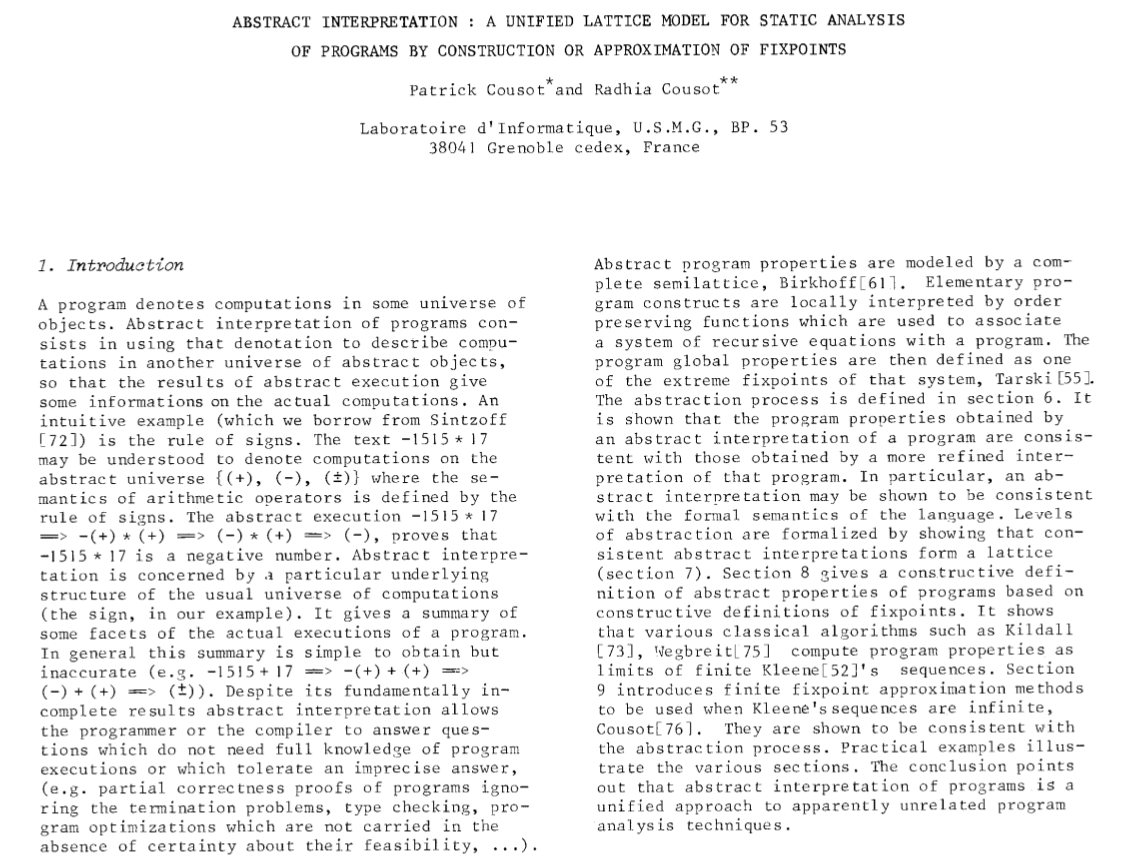 ABSTRACT INTERPRETATION : A UNIFIED LATTICE MODEL FOR STATIC ANALYSIS
OF PROGRAMS BY CONSTRUCTION OR APPROXIMATION OF FIXPOINTS
Patrick Cousot* and Radhia Cousot**
Laboratoire d'Informatique, U.S.M.G., BP. 53
38041 Grenoble cedex, France
1. Introduction
A program denotes computations in some universe of
objects. Abstract interpretation of programs con-
sists in using that denotation to describe compu-
tations in another universe of abstract objects,
so that the results of abstract execution give
some informations on the actual computations. An
intuitive example (which we borrow from Sintzoff
[72]) is the rule of signs. The text -1515 * 17
may be understood to denote computations on the
abstract universe {(+), (-), (±)} where the se-
mantics of arithmetic operators is defined by the
rule of signs. The abstract execution -1515 * 17
==> -(+) * (+) ==> (-) * (+) ==> (-), proves that
-1515 * 17 is a negative number. Abstract interpre-
tation is concerned by a particular underlying
structure of the usual universe of computations
(the sign, in our example). It gives a summary of
some facets of the actual executions of a program.
In general this summary is simple to obtain but
inaccurate (e.g. -1515 + 17 ==> -(+) + (+) ==>
(-) + (+) ==> (±)). Despite its fundamentally in-
complete results abstract interpretation allows
the programmer or the compiler to answer ques-
tions which do not need full knowledge of program
executions or which tolerate an imprecise answer,
(e.g. partial correctness proofs of programs igno-
ring the termination problems, type checking, pro-
gram optimizations which are not carried in the
absence of certainty about their feasibility, ...).
Abstract program properties are modeled by a com-
plete semilattice, Birkhoff[61]. Elementary pro-
gram constructs are locally interpreted by order
preserving functions which are used to associate
a system of recursive equations with a program. The
program global properties are then defined as one
of the extreme fixpoints of that system, Tarski[55].
The abstraction process is defined in section 6. It
is shown that the program properties obtained by
an abstract interpretation of a program are consis-
tent with those obtained by a more refined inter-
pretation of that program. In particular, an ab-
stract interpretation may be shown to be consistent
with the formal semantics of the language. Levels
of abstraction are formalized by showing that con-
sistent abstract interpretations form a lattice
(section 7). Section 8 gives a constructive defi-
nition of abstract properties of programs based on
constructive definitions of fixpoints. It shows
that various classical algorithms such as Kildall
[73], Wegbreit[75] compute program properties as
limits of finite Kleene[52]'s sequences. Section
9 introduces finite fixpoint approximation methods
to be used when Kleene's sequences are infinite,
Cousot[76]. They are shown to be consistent with
the abstraction process. Practical examples illus-
trate the various sections. The conclusion points
out that abstract interpretation of programs is a
unified approach to apparently unrelated program
analysis techniques.